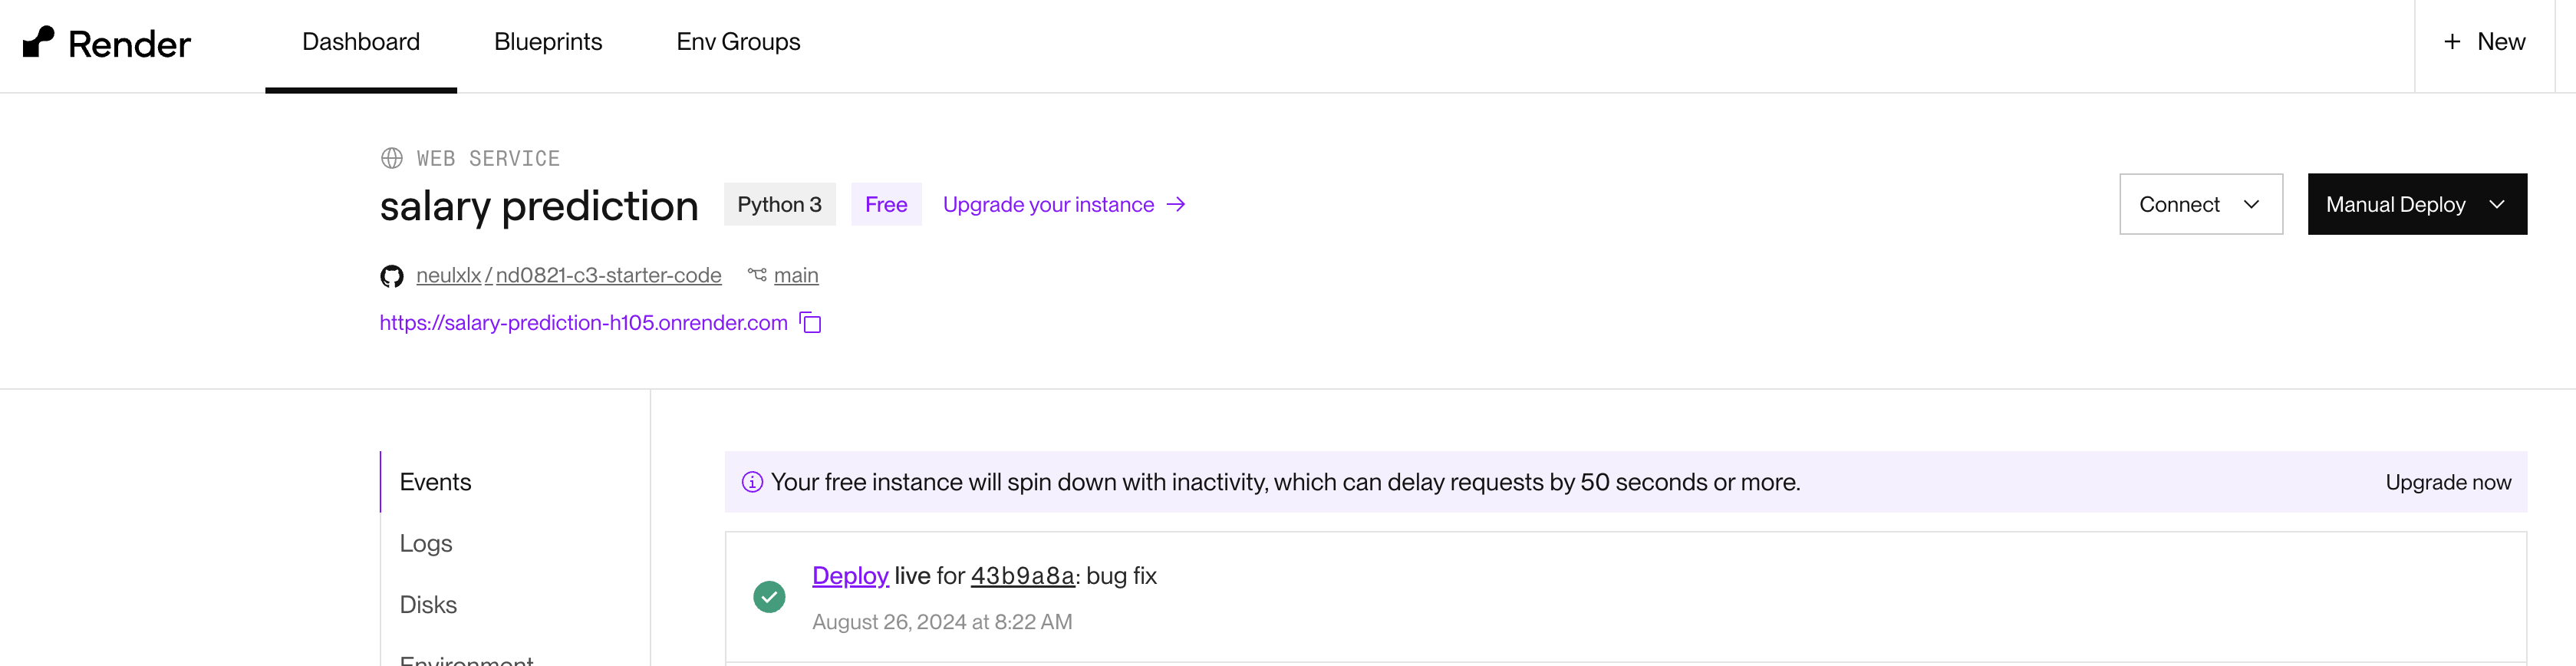 Render
Dashboard
Blueprints
Env Groups
+ New
WEB SERVICE
salary prediction
Python 3
Free
Upgrade your instance →
Connect
Manual Deploy
neulxlx / nd0821-c3-starter-code
main
https://salary-prediction-h105.onrender.com
Events
Logs
Disks
Environment
Your free instance will spin down with inactivity, which can delay requests by 50 seconds or more.
Upgrade now
Deploy live for 43b9a8a: bug fix
August 26, 2024 at 8:22 AM